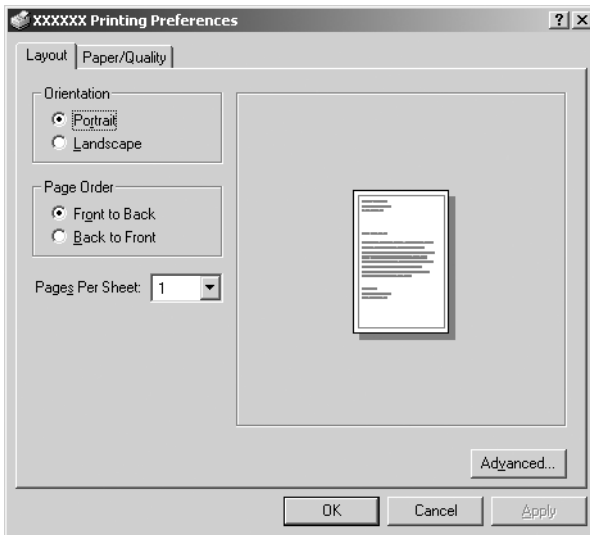 XXXXXX Printing Preferences
Layout
Paper/Quality
Orientation
Portrait
Landscape
Page Order
Front to Back
Back to Front
Pages Per Sheet: 1
Advanced...
OK
Cancel
Apply